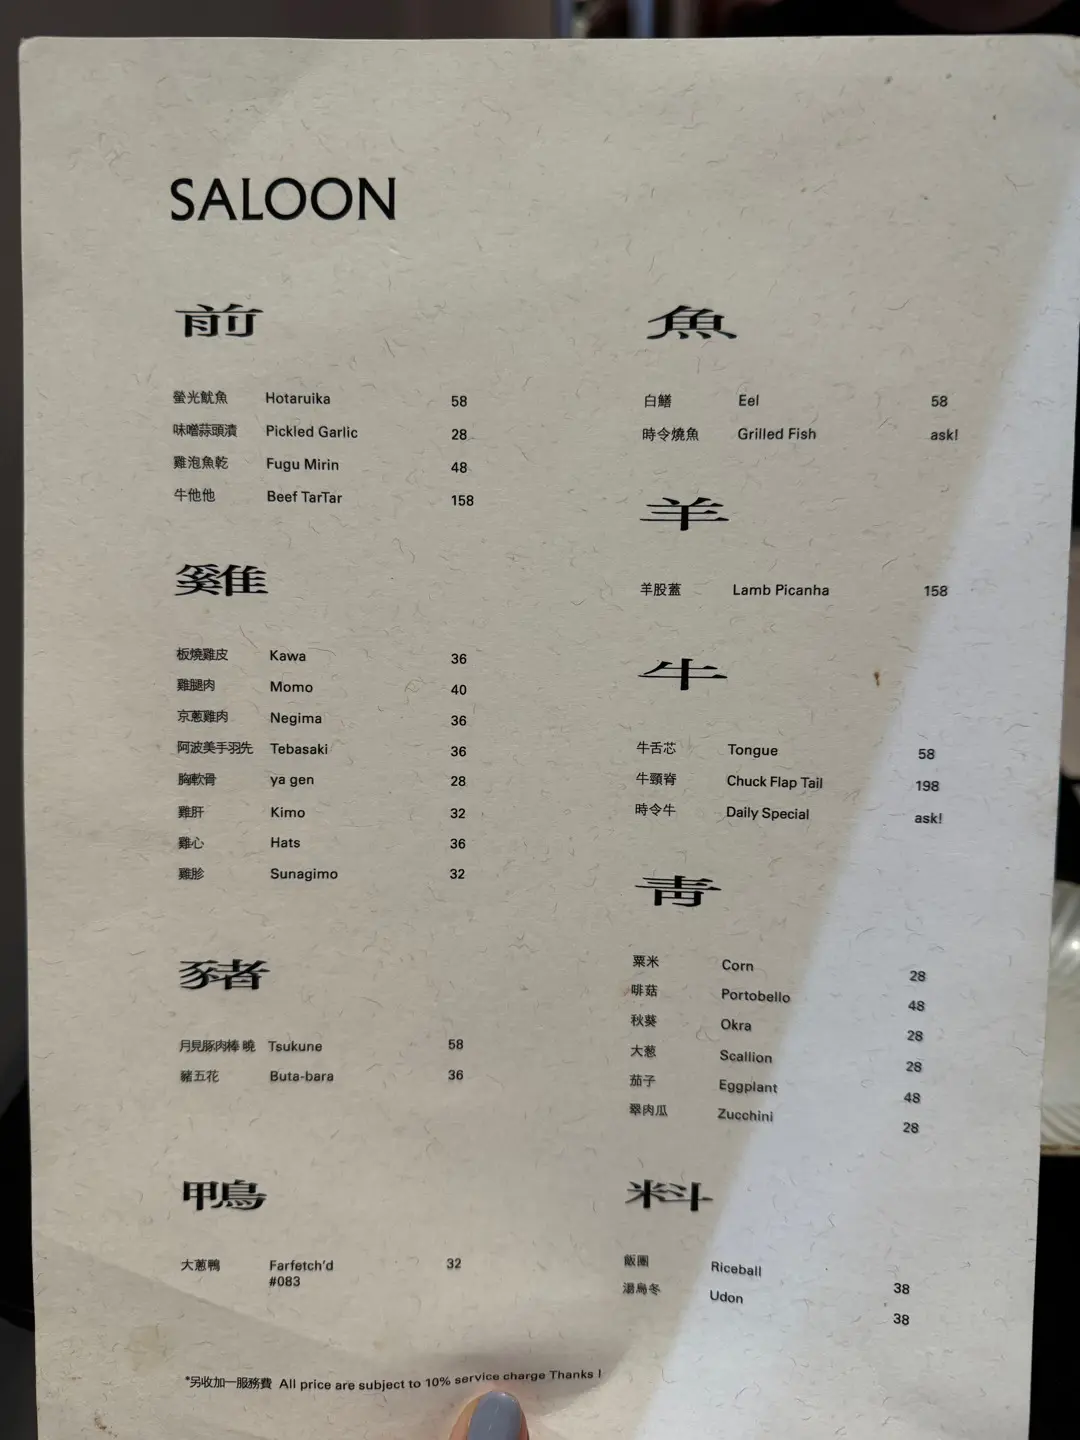 SALOON
前
螢光魷魚 Hotaruika 58
味噌蒜頭漬 Pickled Garlic 28
雞泡魚乾 Fugu Mirin 48
牛他他 Beef TarTar 158
雞
板燒雞皮 Kawa 36
雞腿肉 Momo 40
京蔥雞肉 Negima 36
阿波美手羽先 Tebasaki 36
胸軟骨 ya gen 28
雞肝 Kimo 32
雞心 Hats 36
雞胗 Sunagimo 32
豬
月見豚肉棒 曉 Tsukune 58
豬五花 Buta-bara 36
鴨
大蔥鴨 Farfetch'd 32
#083
魚
白鱔 Eel 58
時令燒魚 Grilled Fish ask!
羊
羊股蓋 Lamb Picanha 158
牛
牛舌芯 Tongue 58
牛頸脊 Chuck Flap Tail 198
時令牛 Daily Special ask!
青
粟米 Corn 28
啡菇 Portobello 48
秋葵 Okra 28
大葱 Scallion 28
茄子 Eggplant 48
翠肉瓜 Zucchini 28
料
飯團 Riceball 38
湯烏冬 Udon 38
*另收加一服務費 All price are subject to 10% service charge Thanks !